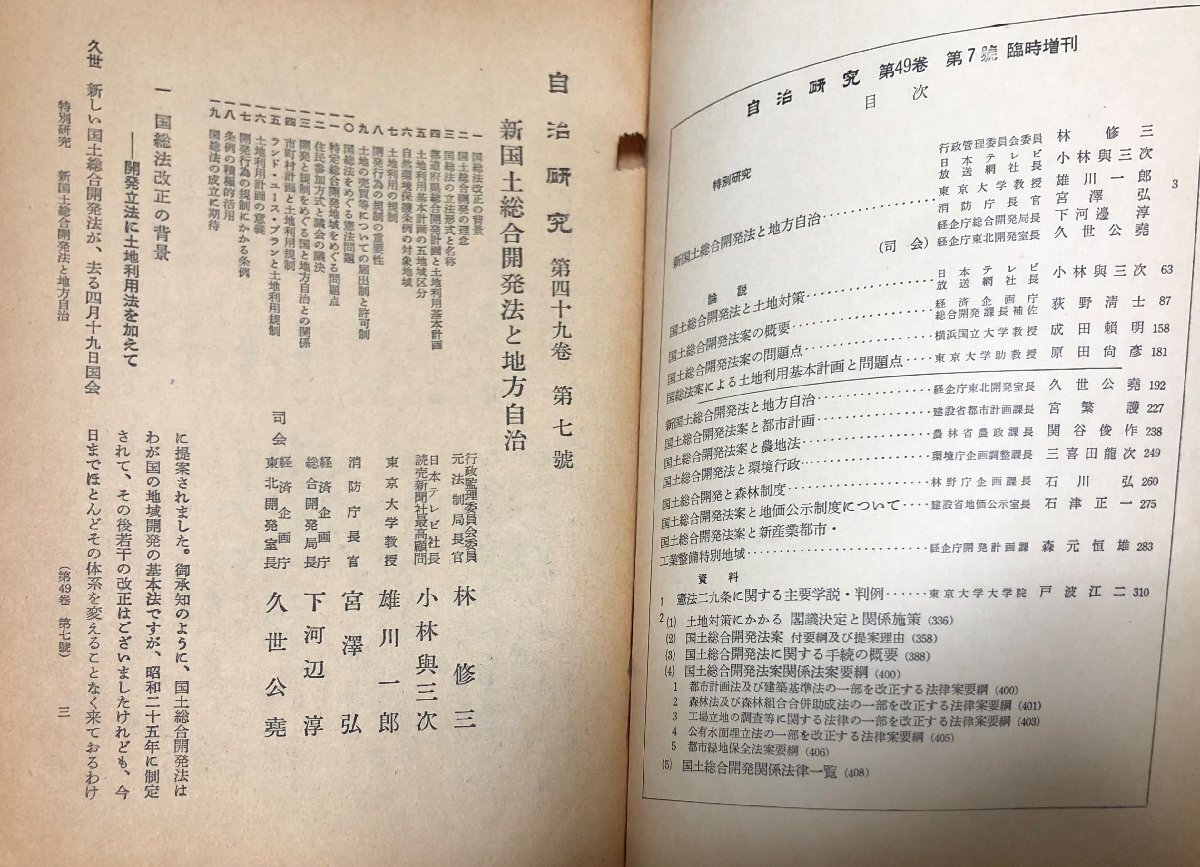 自治研究 第49巻 第7號 臨時増刊
目次
特別研究
新国土総合開発法と地方自治
行政管理委員会委員 林修三
日本テレビ放送網社長 小林與三次
東京大学教授 雄川一郎
消防庁長官 宮澤弘
経企庁総合開発局長 下河邊淳
(司会) 経企庁東北開発室長 久世公堯
3
論説
国土総合開発法と土地対策 日本テレビ放送網社長 小林與三次 63
国土総合開発法案の概要 経済企画庁総合開発課長補佐 荻野清士 87
国土総合開発法案の問題点 横浜国立大学教授 成田頼明 158
国総法案による土地利用基本計画と問題点 東京大学助教授 原田尙彦 181
新国土総合開発法と地方自治 経企庁東北開発室長 久世公堯 192
国土総合開発法案と都市計画 建設省都市計画課長 宮繁護 227
国土総合開発法案と農地法 農林省農政課長 関谷俊作 238
国土総合開発法と環境行政 環境庁企画調整課長 三喜田龍次 249
国土総合開発と森林制度 林野庁企画課長 石川弘 260
国土総合開発法案と地価公示制度について 建設省地価公示室長 石津正一 275
国土総合開発法案と新産業都市・
工業整備特別地域 経企庁開発計画課 森元恒雄 283
資料
1 憲法二九条に関する主要学説・判例 東京大学大学院 戸波江二 310
2 (1) 土地対策にかかる 閣議決定と関係施策 (336)
(2) 国土総合開発法案 付要綱及び提案理由 (358)
(3) 国土総合開発法に関する手続の概要 (388)
(4) 国土総合開発法案関係法案要綱 (400)
1 都市計画法及び建築基準法の一部を改正する法律案要綱 (400)
2 森林法及び森林組合合併助成法の一部を改正する法律案要綱 (401)
3 工場立地の調査等に関する法律の一部を改正する法律案要綱 (403)
4 公有水面埋立法の一部を改正する法律案要綱 (405)
5 都市緑地保全法案要綱 (406)
(5) 国土総合開発関係法律一覧 (408)
自治研究 第四十九巻 第七號
新国土総合開発法と地方自治
行政監理委員会委員
元法制局長官 林修三
日本テレビ社長
読売新聞社最高顧問 小林與三次
東京大学教授 雄川一郎
消防庁長官 宮澤弘
経済企画庁
総合開発局長 下河辺淳
司会 経済企画庁
東北開発室長 久世公堯
一 国総法改正の背景
二 国土総合開発の理念
三 国総法の立法形式と名称
四 都道府県総合開発計画と土地利用基本計画
五 土地利用基本計画の五地域区分
六 自然環境保護条例の対象地域
七 土地利用の規制
八 開発行為の規制の重要性
一九 土地の売買等についての届出制と許可制
一〇 国総法をめぐる憲法問題
一一 特定総合開発地域をめぐる問題点
一二 住民参加方式と議会の議決
一三 開発と規制をめぐる国と地方自治との関係
一四 市町村計画と土地利用規制
一五 ランド・ユース・プランと土地利用規制
一六 土地利用計画の意義
一七 開発行為の規制にかかる条例
一八 条例の積極的活用
一九 国総法の成立に期待
一 国総法改正の背景
——開発立法に土地利用法を加えて
久世 新しい国土総合開発法が、去る四月十九日国会
に提案されました。御承知のように、国土総合開発法は
わが国の地域開発の基本法ですが、昭和二十五年に制定
されて、その後若干の改正はございましたけれども、今
日までほとんどその体系を変えることなく来ておるわけ
特別研究 新国土総合開発法と地方自治
(第49巻 第七號) 三